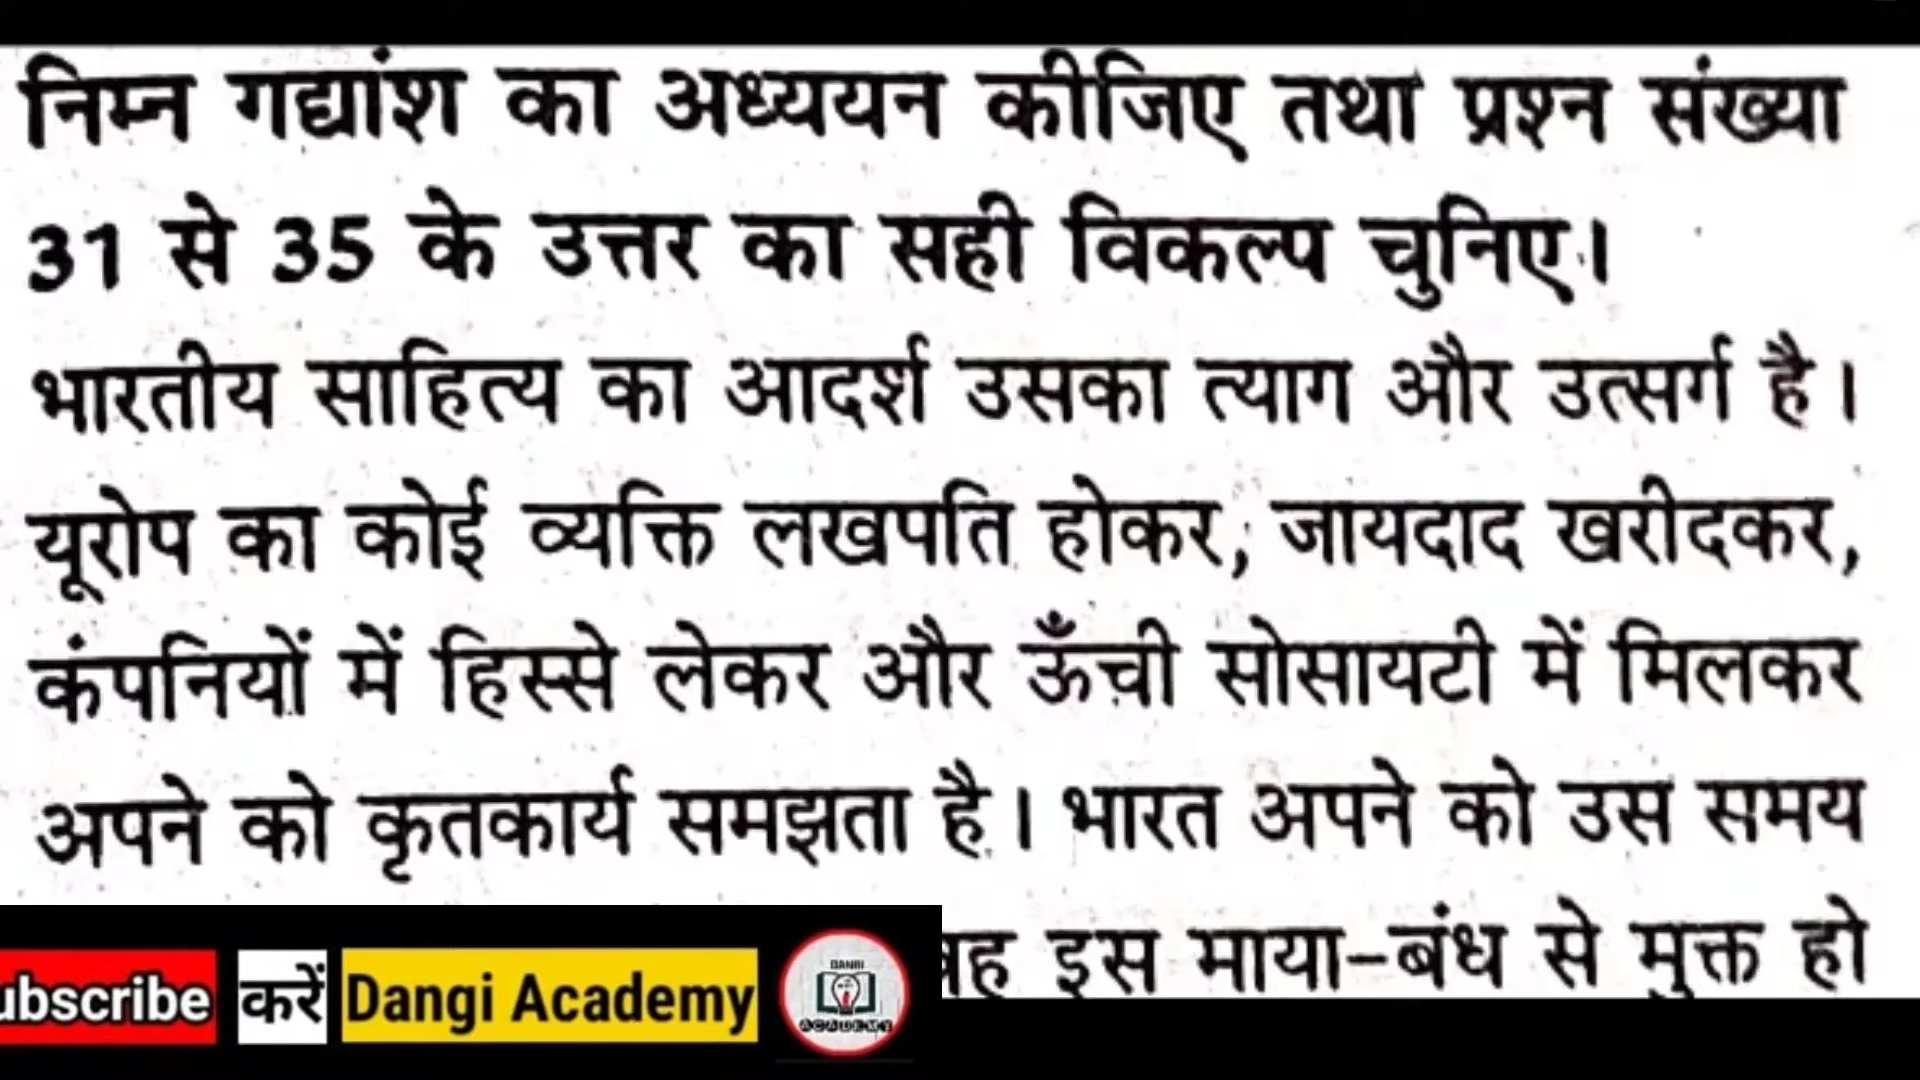 निम्न गद्यांश का अध्ययन कीजिए तथा प्रश्न संख्या
31 से 35 के उत्तर का सही विकल्प चुनिए।
भारतीय साहित्य का आदर्श उसका त्याग और उत्सर्ग है।
यूरोप का कोई व्यक्ति लखपति होकर, जायदाद खरीदकर,
कंपनियों में हिस्से लेकर और ऊँची सोसायटी में मिलकर
अपने को कृतकार्य समझता है। भारत अपने को उस समय
इस माया-बंध से मुक्त हो
ubscribe करें Dangi Academy
DANGI
ACADEMY